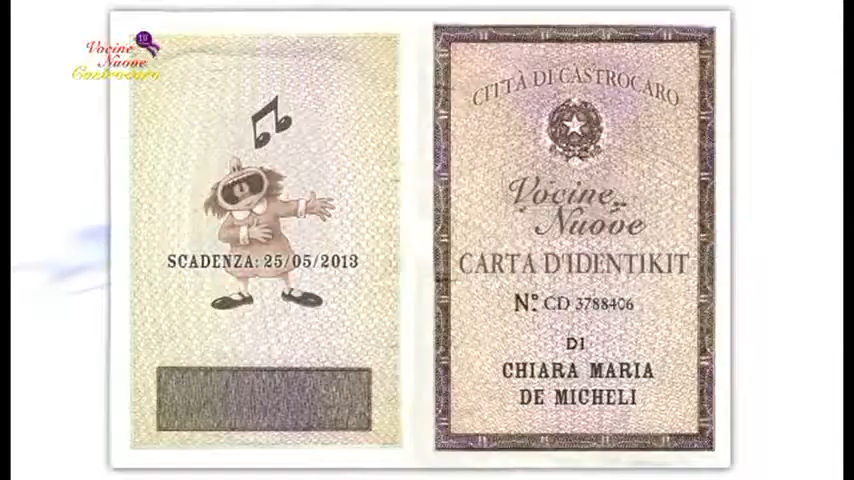 18
Vocine
Nuove
Castrocaro
SCADENZA: 25/05/2013
CITTÀ DI CASTROCARO
Vocine
Nuove
CARTA D'IDENTIKIT
N° CD 3788406
DI
CHIARA MARIA
DE MICHELI